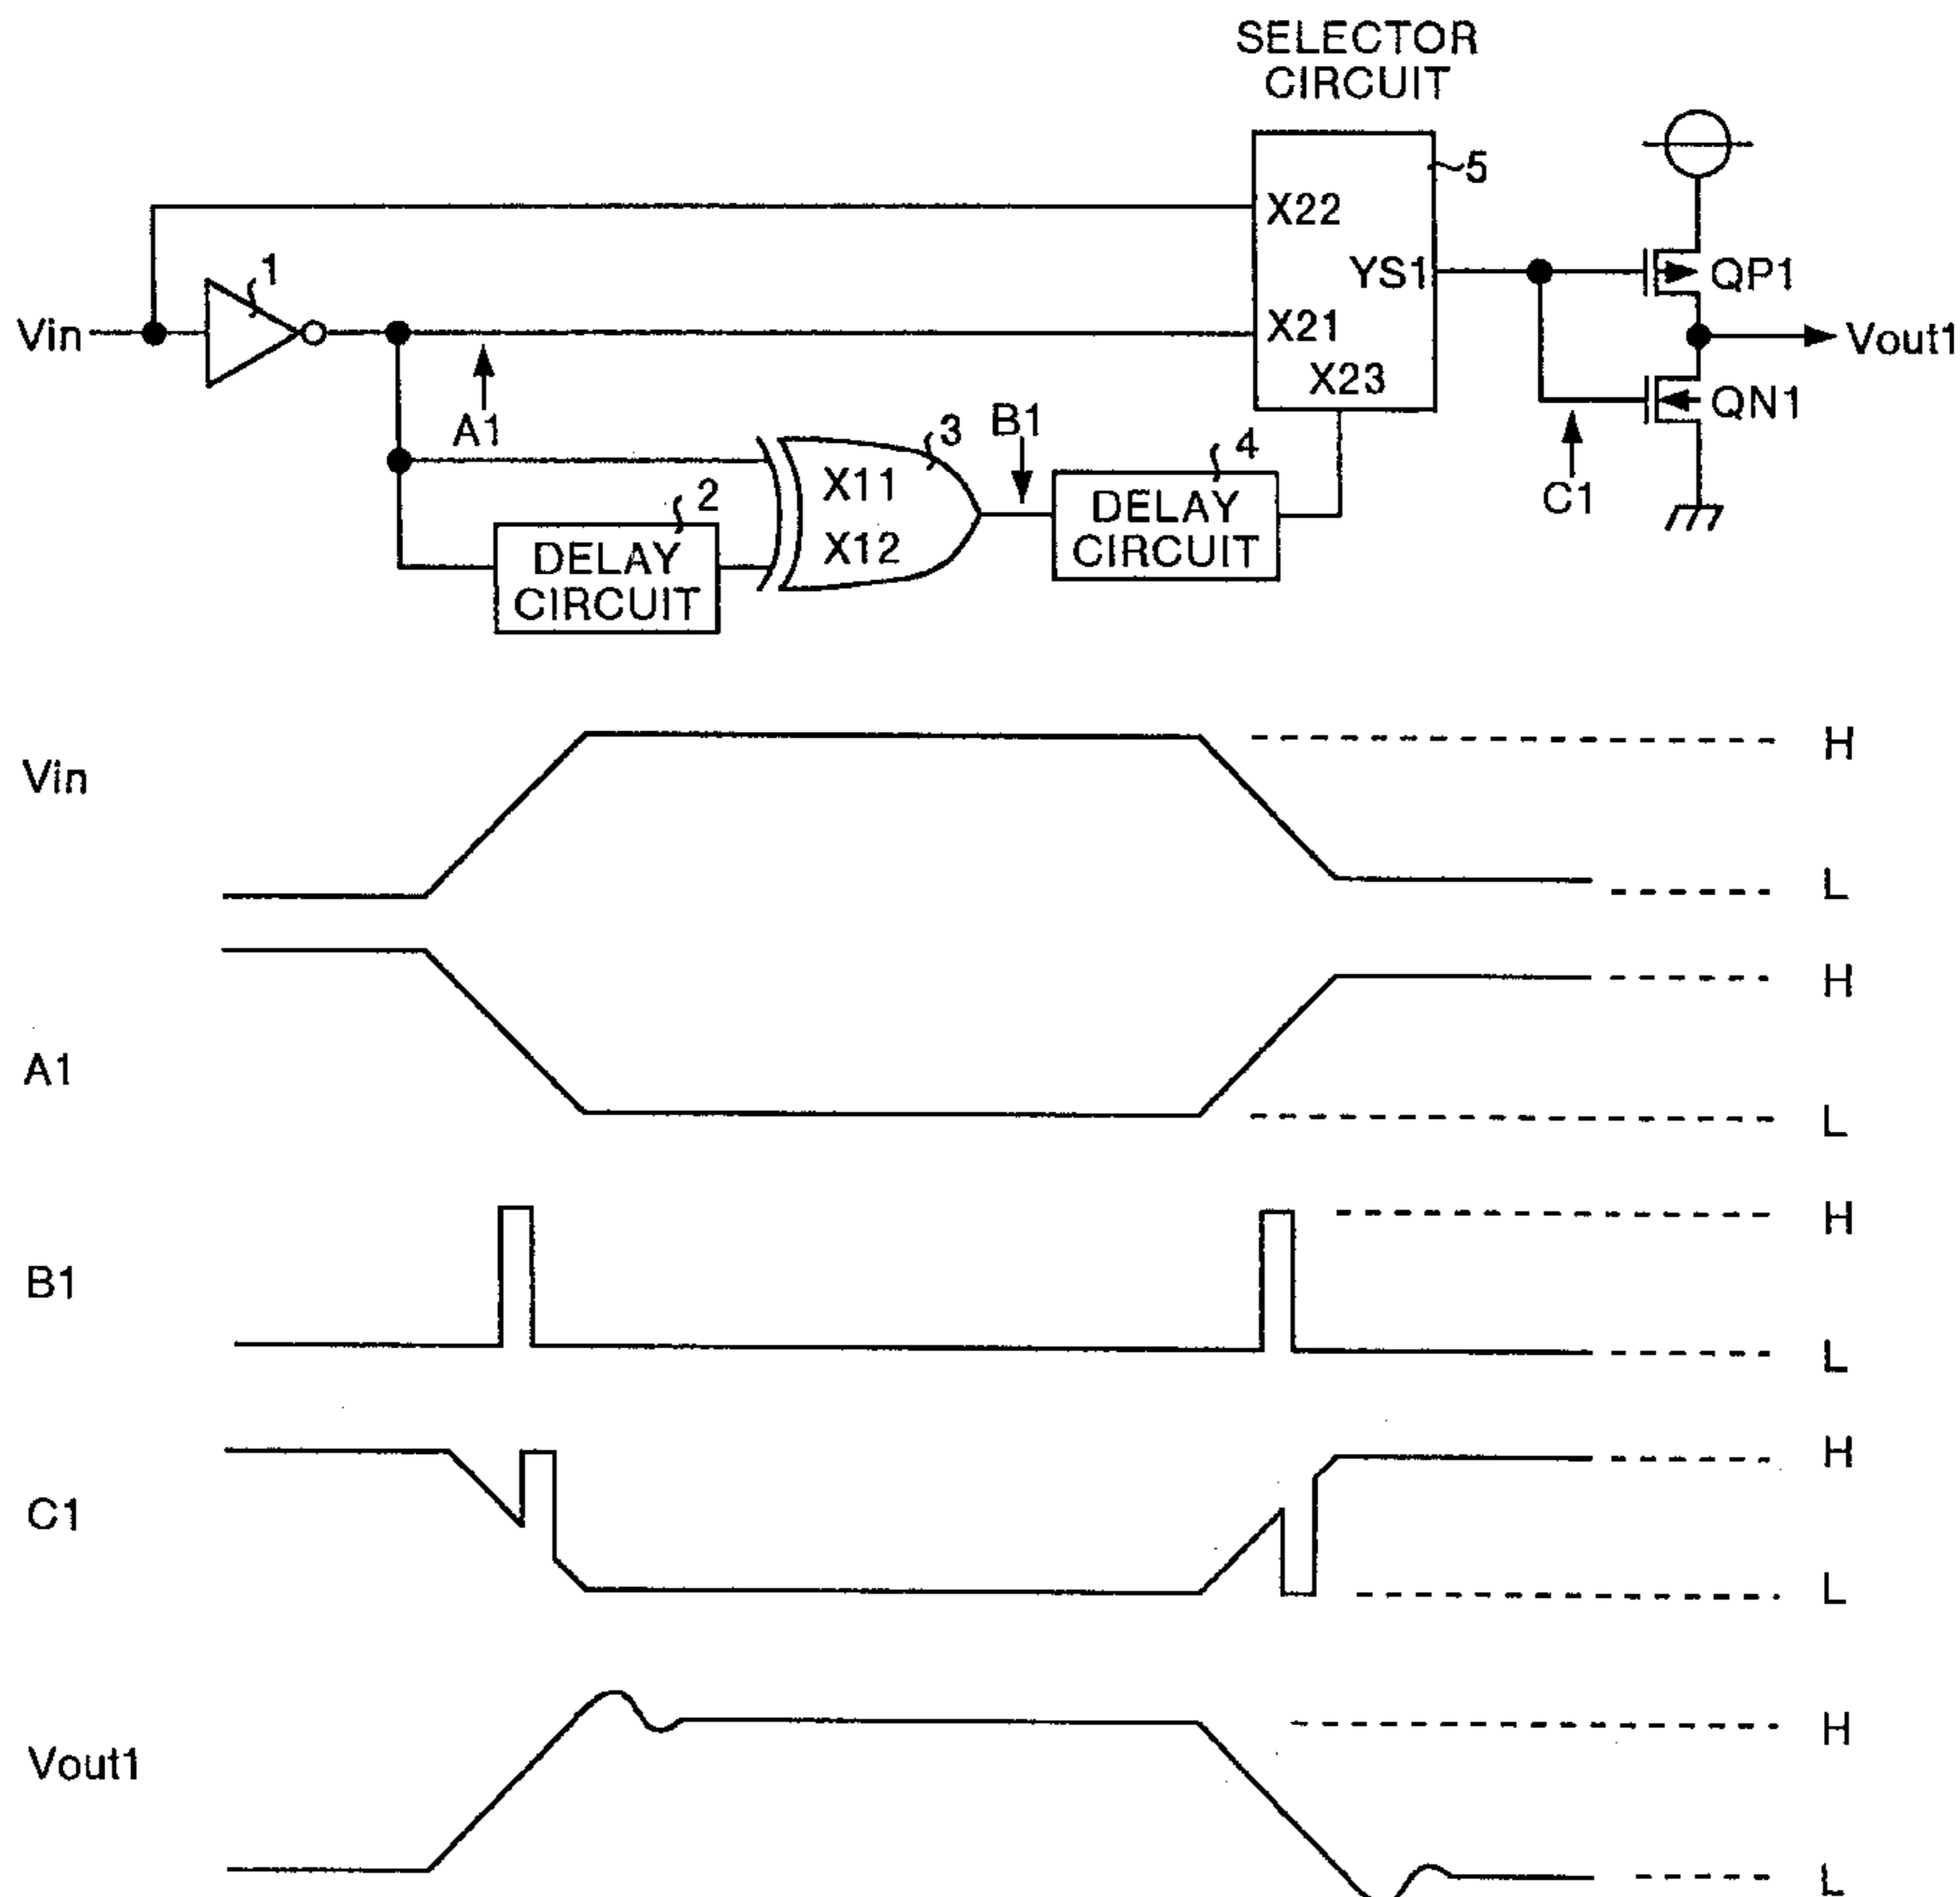 SELECTOR
CIRCUIT
5
X22
1
YS1
QP1
Vin
X21
Vout1
X23
A1
3
B1
4
QN1
X11
DELAY
CIRCUIT
C1
2
X12
DELAY
CIRCUIT
Vin
H
L
A1
H
L
B1
H
L
C1
H
L
Vout1
H
L